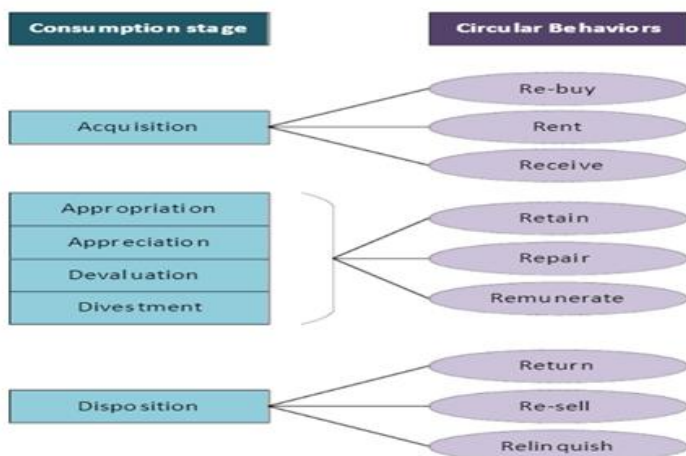 Consumption stage
Circular Behaviors
Acquisition
Re-buy
Rent
Receive
Appropriation
Appreciation
Devaluation
Divestment
Retain
Repair
Remunerate
Disposition
Return
Re-sell
Relinquish